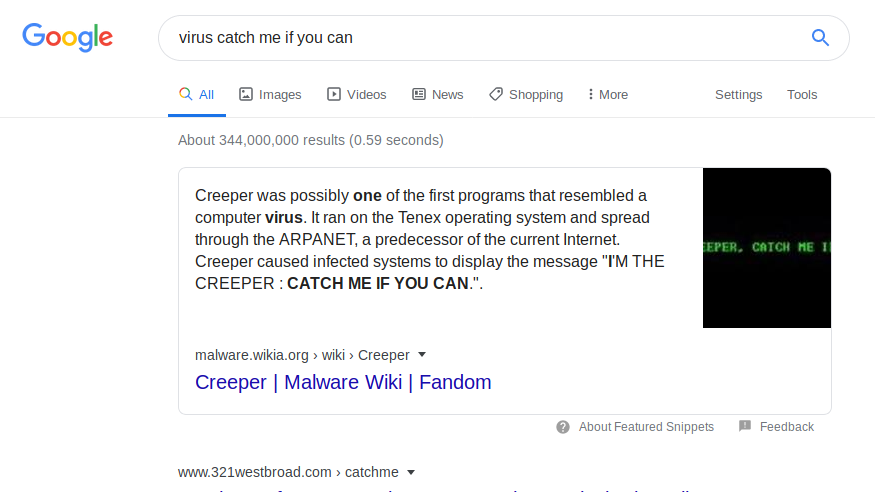 Google
virus catch me if you can
All Images Videos News Shopping More Settings Tools
About 344,000,000 results (0.59 seconds)
Creeper was possibly one of the first programs that resembled a
computer virus. It ran on the Tenex operating system and spread
through the ARPANET, a predecessor of the current Internet.
Creeper caused infected systems to display the message "I'M THE
CREEPER : CATCH ME IF YOU CAN.".
EEPER, CATCH ME I
malware.wikia.org › wiki › Creeper
Creeper | Malware Wiki | Fandom
About Featured Snippets Feedback
www.321westbroad.com › catchme